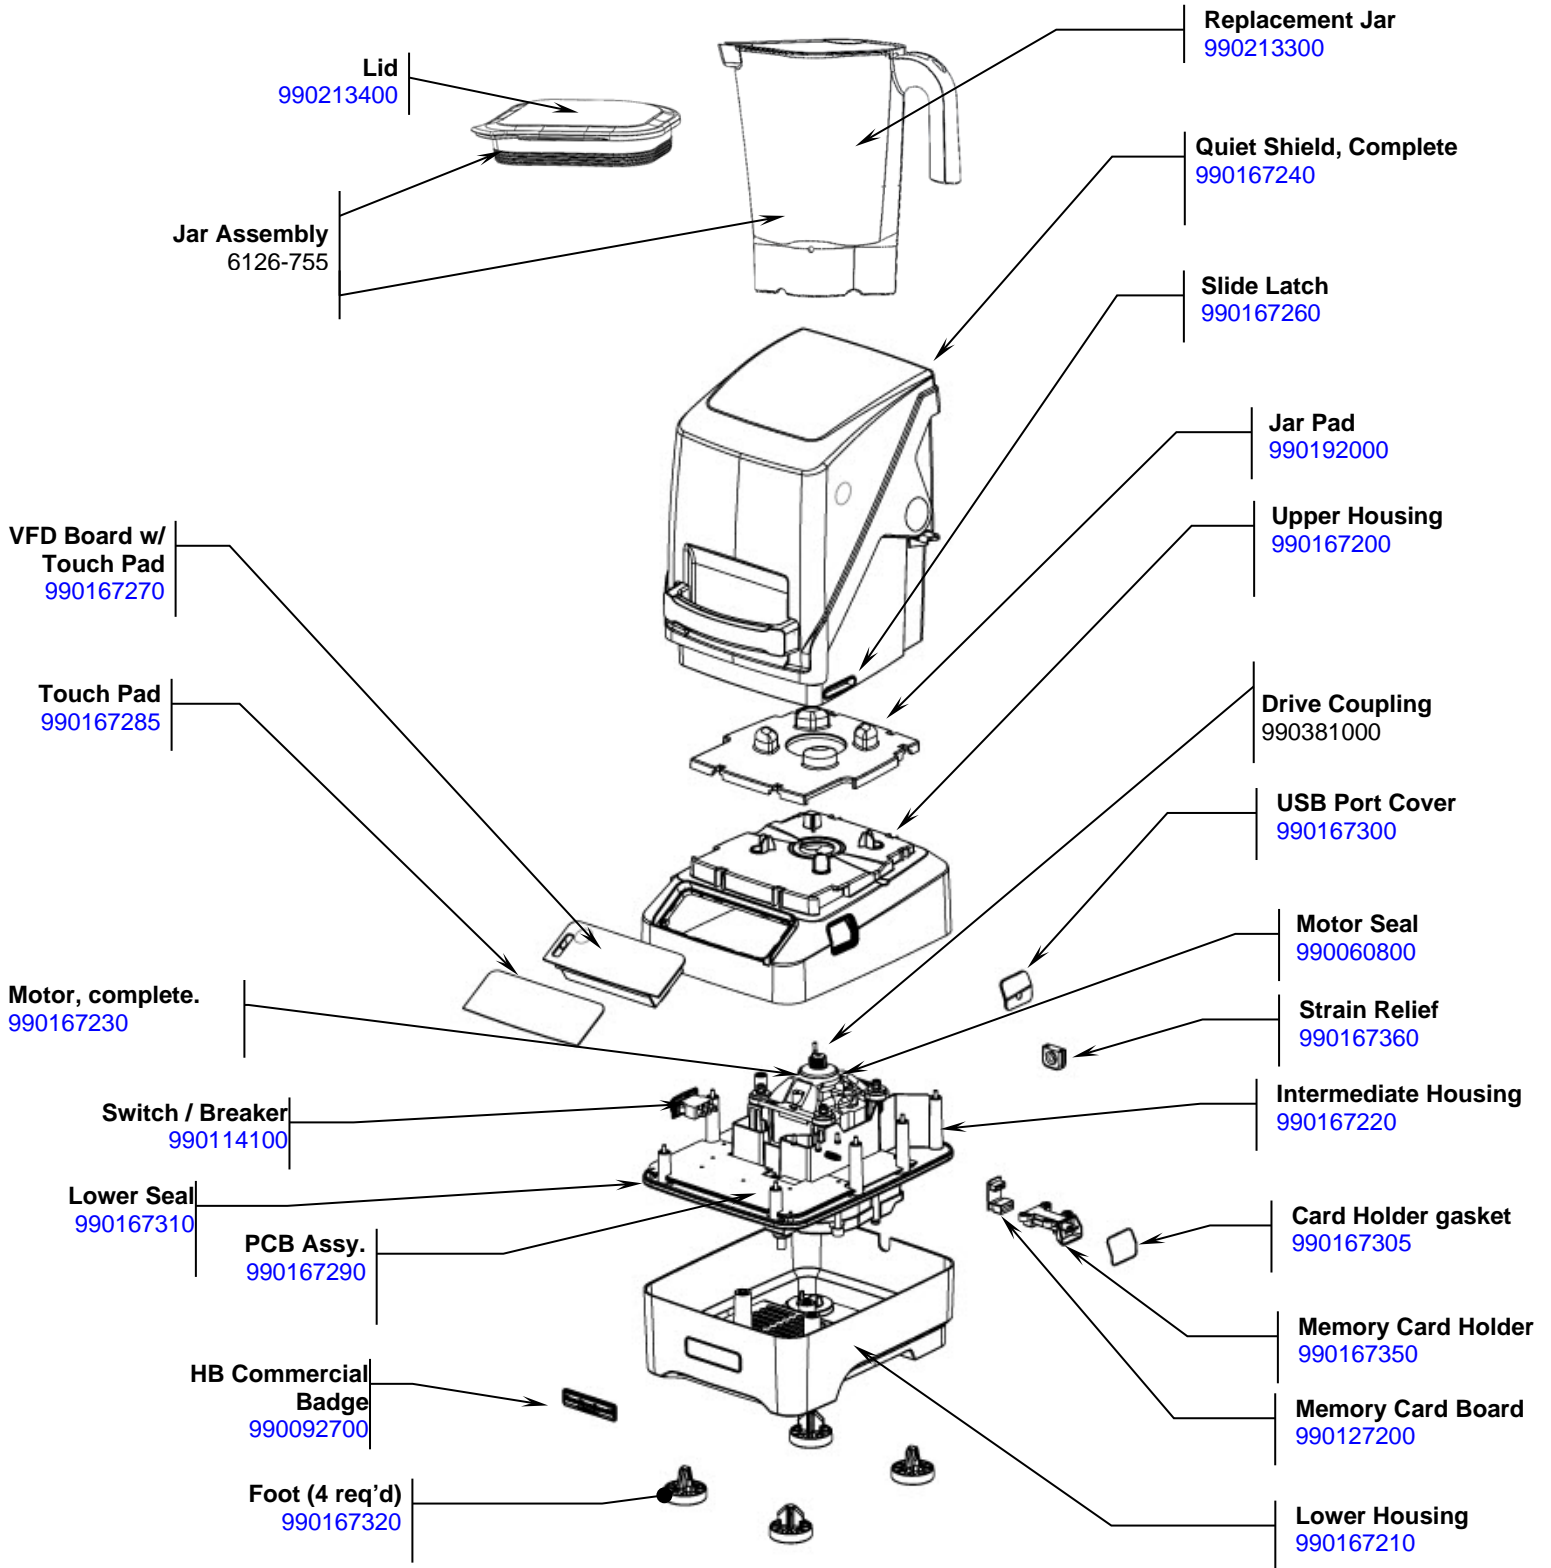 Replacement Jar
990213300
Lid
990213400
Quiet Shield, Complete
990167240
Jar Assembly
6126-755
Slide Latch
990167260
Jar Pad
990192000
VFD Board w/
Touch Pad
990167270
Upper Housing
990167200
Touch Pad
990167285
Drive Coupling
990381000
USB Port Cover
990167300
Motor Seal
990060800
Motor, complete.
990167230
Strain Relief
990167360
Switch / Breaker
990114100
Intermediate Housing
990167220
Lower Seal
990167310
PCB Assy.
990167290
Card Holder gasket
990167305
Memory Card Holder
990167350
HB Commercial
Badge
990092700
Memory Card Board
990127200
Foot (4 req'd)
990167320
Lower Housing
990167210